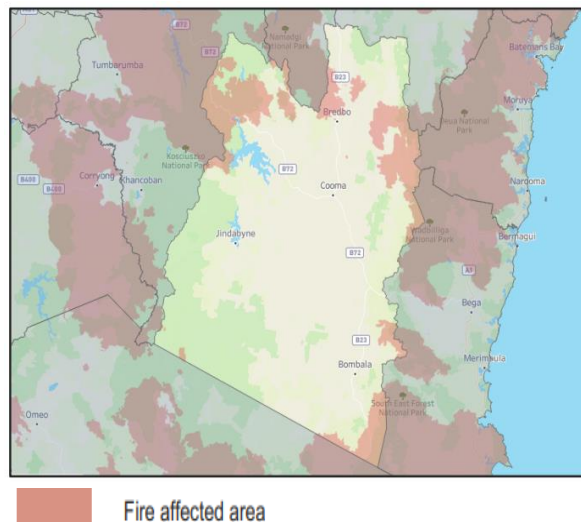 B72
Namadgi
National Park
Batemans
Bay
Tumbarumba
B72
B23
Moruya
Bredbo
Deua National
Park
Kosciuszko
National Park
B400
B400
Corryong
Khancoban
B72
Cooma
Narooma
Wadbilliga
National Park
Bermagui
Jindabyne
B72
A1
Bega
B23
Bombala
Merimbula
South East Forest
National Park
Omeo
Fire affected area